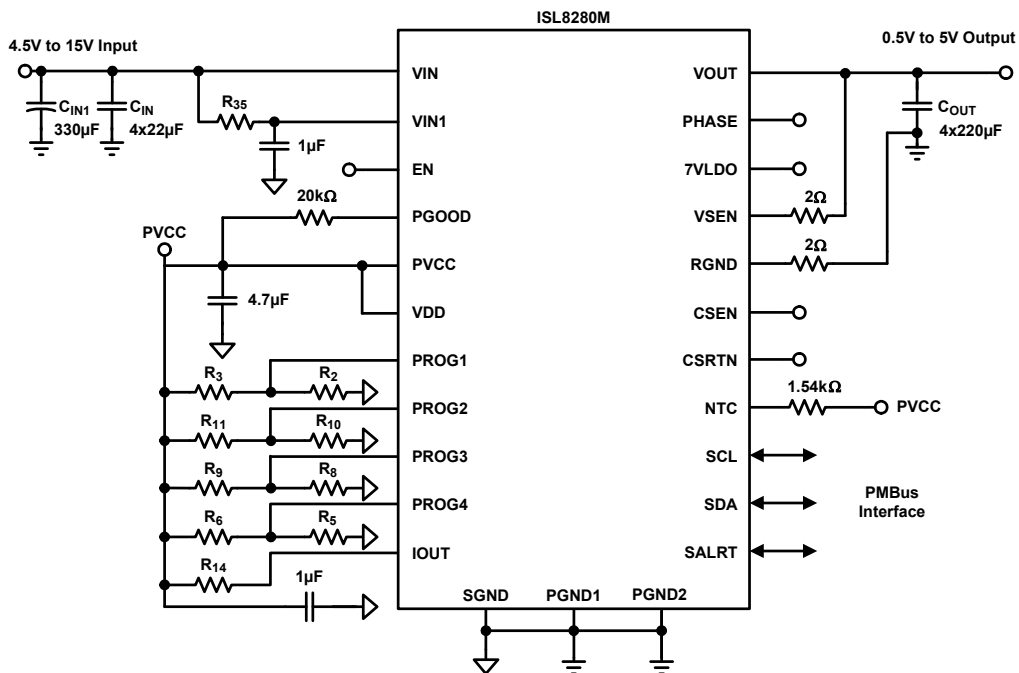 ISL8280M
4.5V to 15V Input
0.5V to 5V Output
VIN
VOUT
CIN1
330µF
CIN
4x22µF
R35
VIN1
1µF
PHASE
COUT
4x220µF
EN
7VLDO
20kΩ
PGOOD
VSEN
2Ω
PVCC
PVCC
RGND
2Ω
4.7µF
VDD
CSEN
PROG1
CSRTN
R3
R2
1.54kΩ
PROG2
NTC
PVCC
R11
R10
PROG3
SCL
R9
R8
PROG4
SDA
PMBus
Interface
R6
R5
IOUT
SALRT
R14
1µF
SGND
PGND1
PGND2